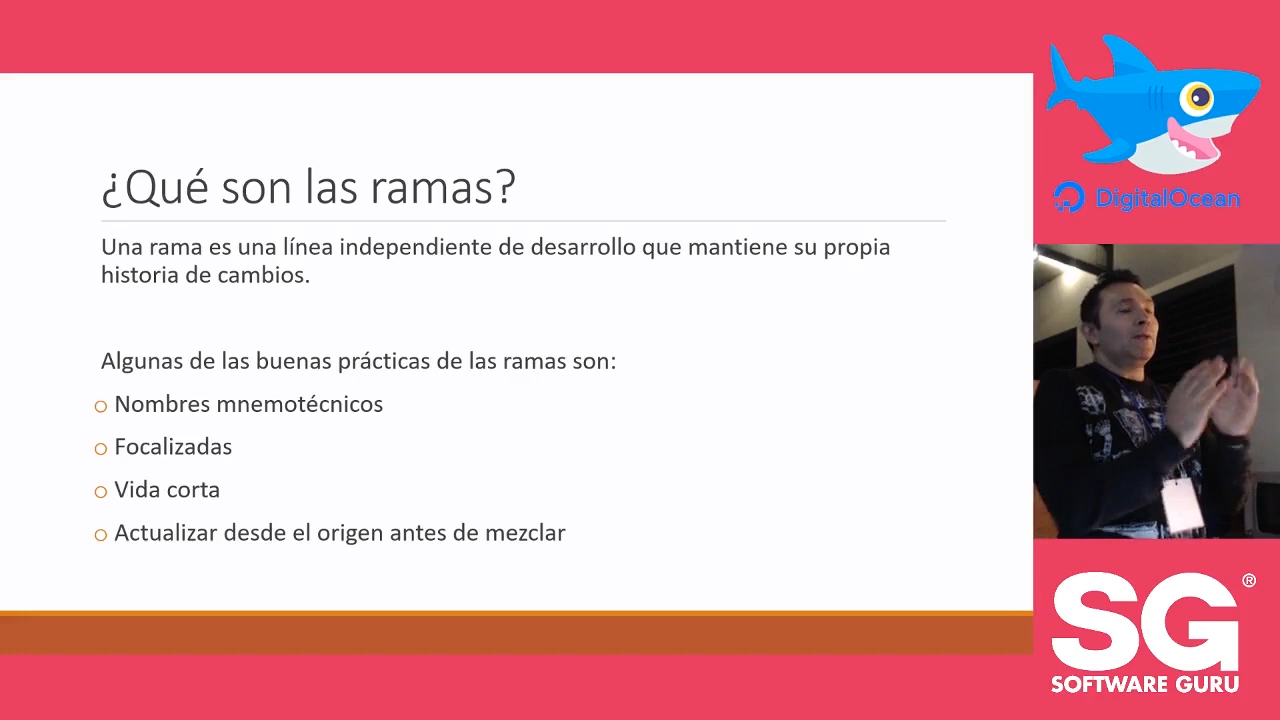 ¿Qué son las ramas?
Una rama es una línea independiente de desarrollo que mantiene su propia
historia de cambios.
Algunas de las buenas prácticas de las ramas son:
Nombres mnemotécnicos
Focalizadas
Vida corta
Actualizar desde el origen antes de mezclar
DigitalOcean
SG®
SOFTWARE GURU